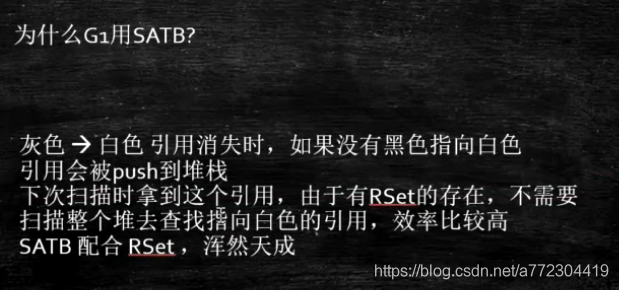 为什么G1用SATB?
灰色 → 白色 引用消失时，如果没有黑色指向白色
引用会被push到堆栈
下次扫描时拿到这个引用，由于有RSet的存在，不需要
扫描整个堆去查找指向白色的引用，效率比较高
SATB 配合 RSet ，浑然天成
https://blog.csdn.net/a772304419